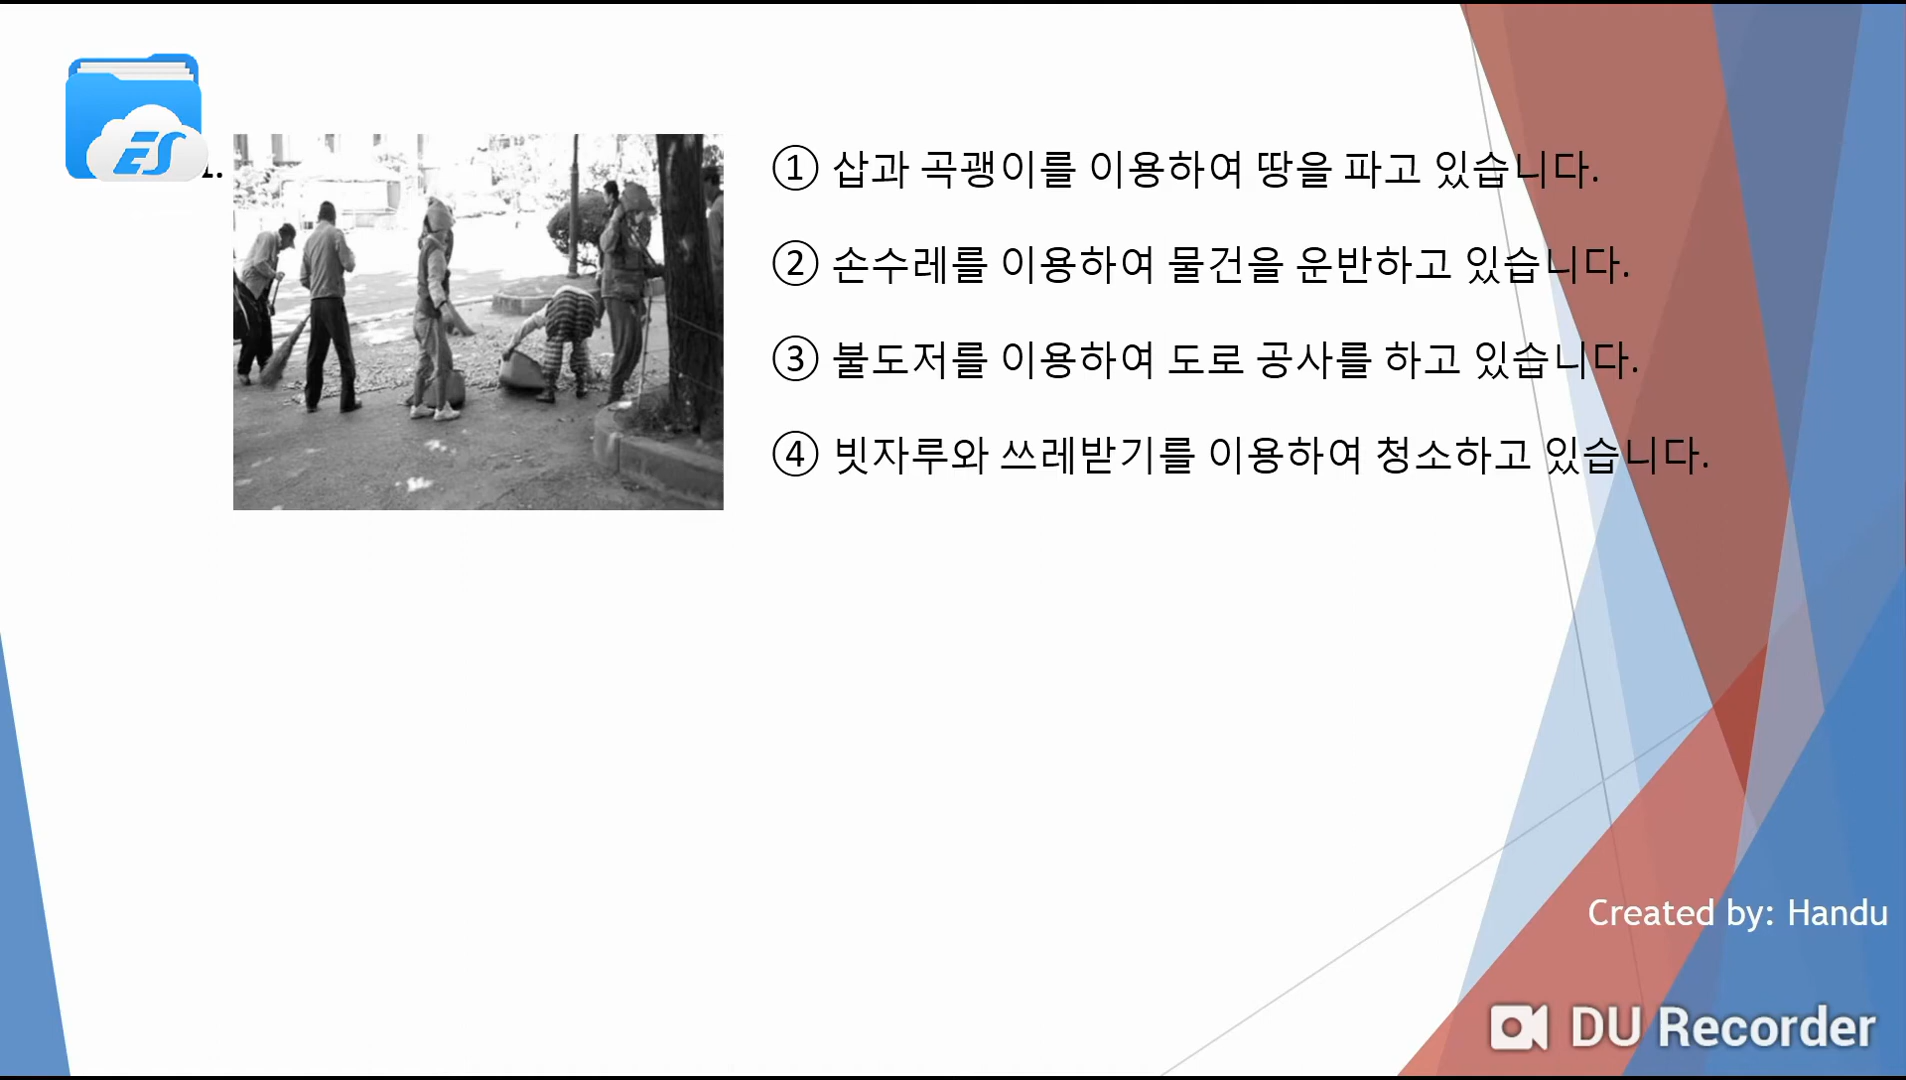 ES
1.
① 삽과 곡괭이를 이용하여 땅을 파고 있습니다.
② 손수레를 이용하여 물건을 운반하고 있습니다.
③ 불도저를 이용하여 도로 공사를 하고 있습니다.
④ 빗자루와 쓰레받기를 이용하여 청소하고 있습니다.
Created by: Handu
DU Recorder